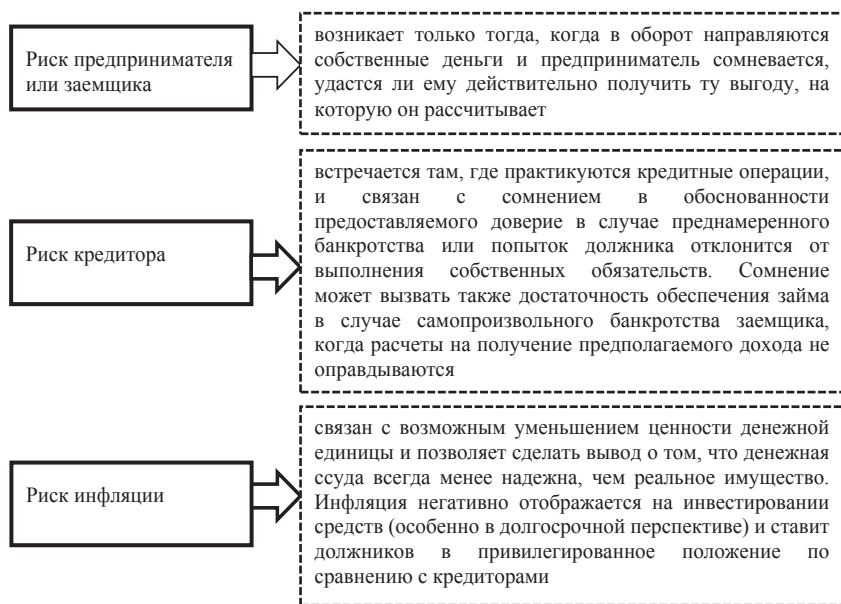 Риск предпринимателя
или заемщика
возникает только тогда, когда в оборот направляются
собственные деньги и предприниматель сомневается,
удастся ли ему действительно получить ту выгоду, на
которую он рассчитывает
Риск кредитора
встречается там, где практикуются кредитные операции,
и связан с сомнением в обоснованности
предоставляемого доверие в случае преднамеренного
банкротства или попыток должника отклонится от
выполнения собственных обязательств. Сомнение
может вызвать также достаточность обеспечения займа
в случае самопроизвольного банкротства заемщика,
когда расчеты на получение предполагаемого дохода не
оправдываются
Риск инфляции
связан с возможным уменьшением ценности денежной
единицы и позволяет сделать вывод о том, что денежная
ссуда всегда менее надежна, чем реальное имущество.
Инфляция негативно отображается на инвестировании
средств (особенно в долгосрочной перспективе) и ставит
должников в привилегированное положение по
сравнению с кредиторами